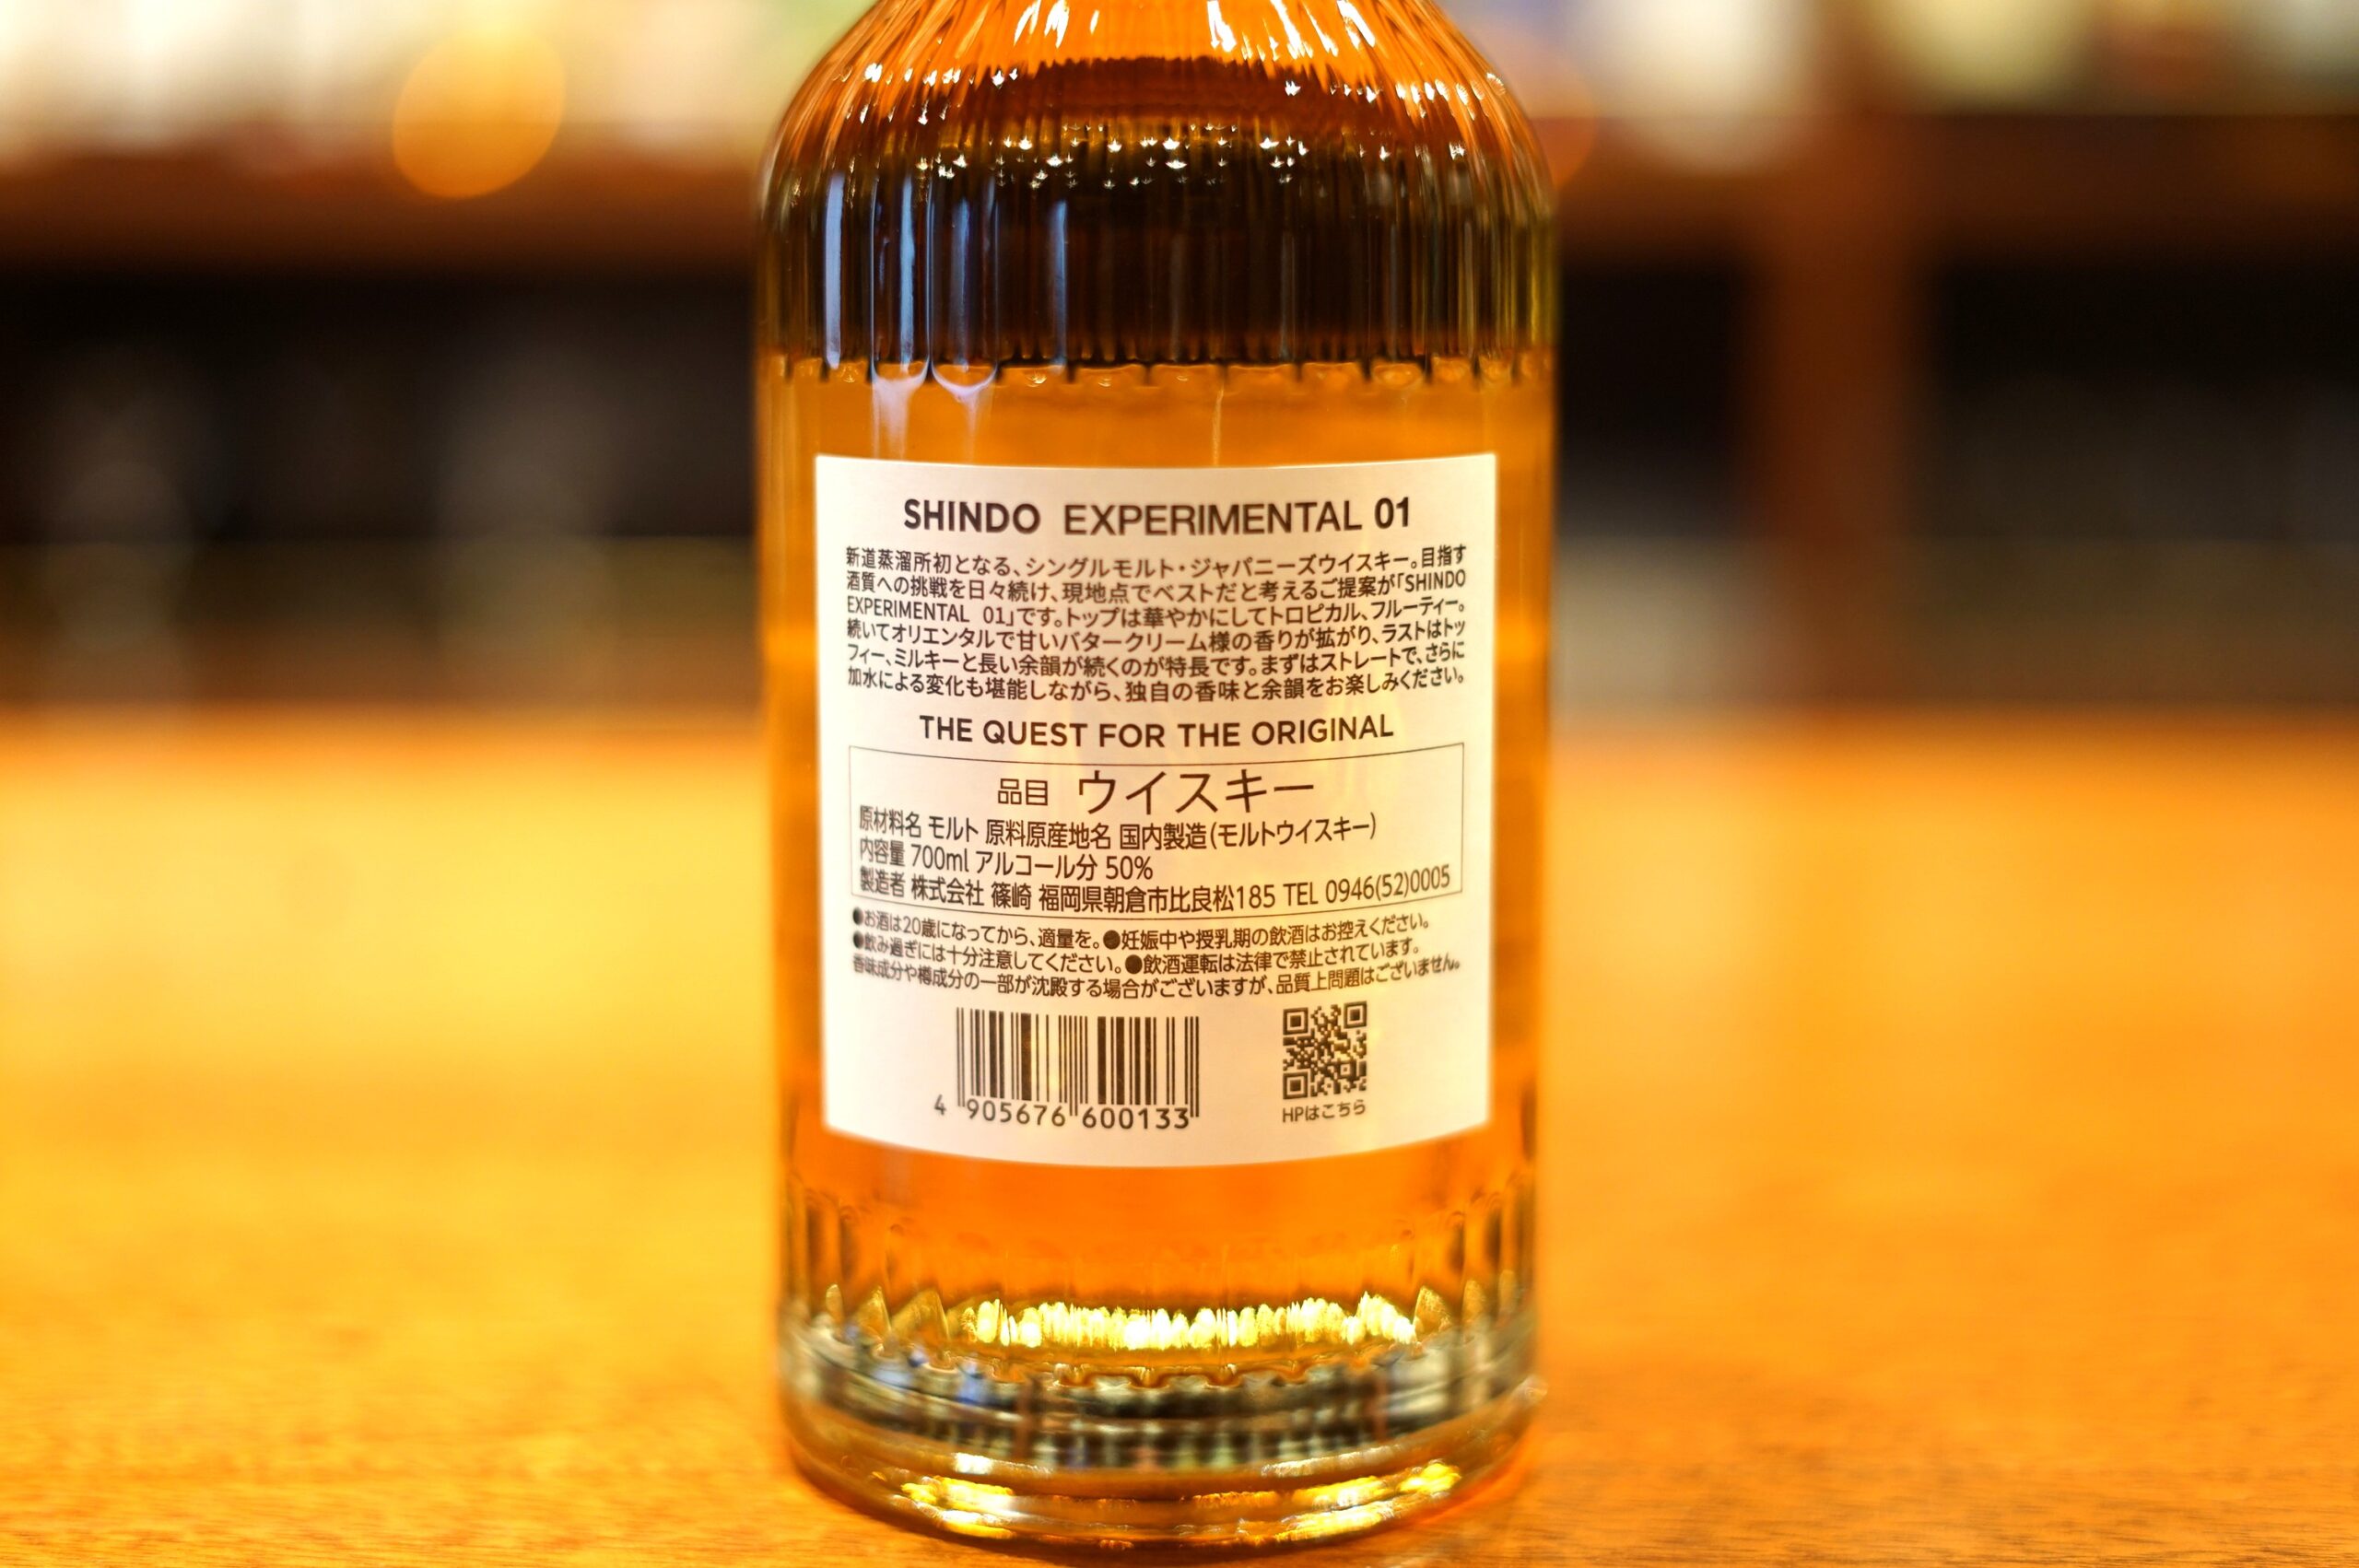 SHINDO EXPERIMENTAL 01
新道蒸溜所初となる、シングルモルト・ジャパニーズウイスキー。目指す
酒質への挑戦を日々続け、現地点でベストだと考えるご提案が「SHINDO
EXPERIMENTAL 01」です。トップは華やかにしてトロピカル、フルーティー。
続いてオリエンタルで甘いバタークリーム様の香りが拡がり、ラストはトッ
フィー、ミルキーと長い余韻が続くのが特長です。まずはストレートで、さらに
加水による変化も堪能しながら、独自の香味と余韻をお楽しみください。
THE QUEST FOR THE ORIGINAL
品目 ウイスキー
原材料名 モルト 原料原産地名 国内製造(モルトウイスキー)
内容量 700ml アルコール分 50%
製造者 株式会社 篠崎 福岡県朝倉市比良松185 TEL 0946(52)0005
●お酒は20歳になってから、適量を。●妊娠中や授乳期の飲酒はお控えください。
●飲み過ぎには十分注意してください。●飲酒運転は法律で禁止されています。
香味成分や樽成分の一部が沈殿する場合がございますが、品質上問題はございません。
4 905676 600133
HPはこちら